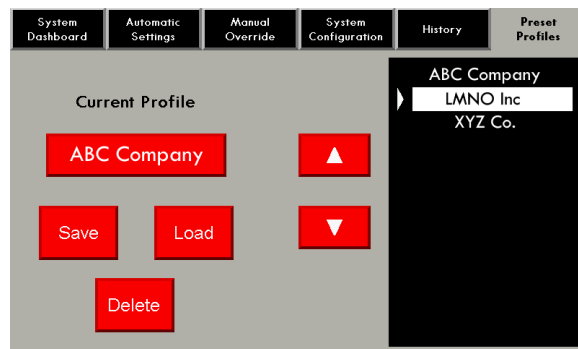 System Dashboard
Automatic Settings
Manual Override
System Configuration
History
Preset Profiles
Current Profile
ABC Company
Save
Load
Delete
ABC Company
LMNO Inc
XYZ Co.